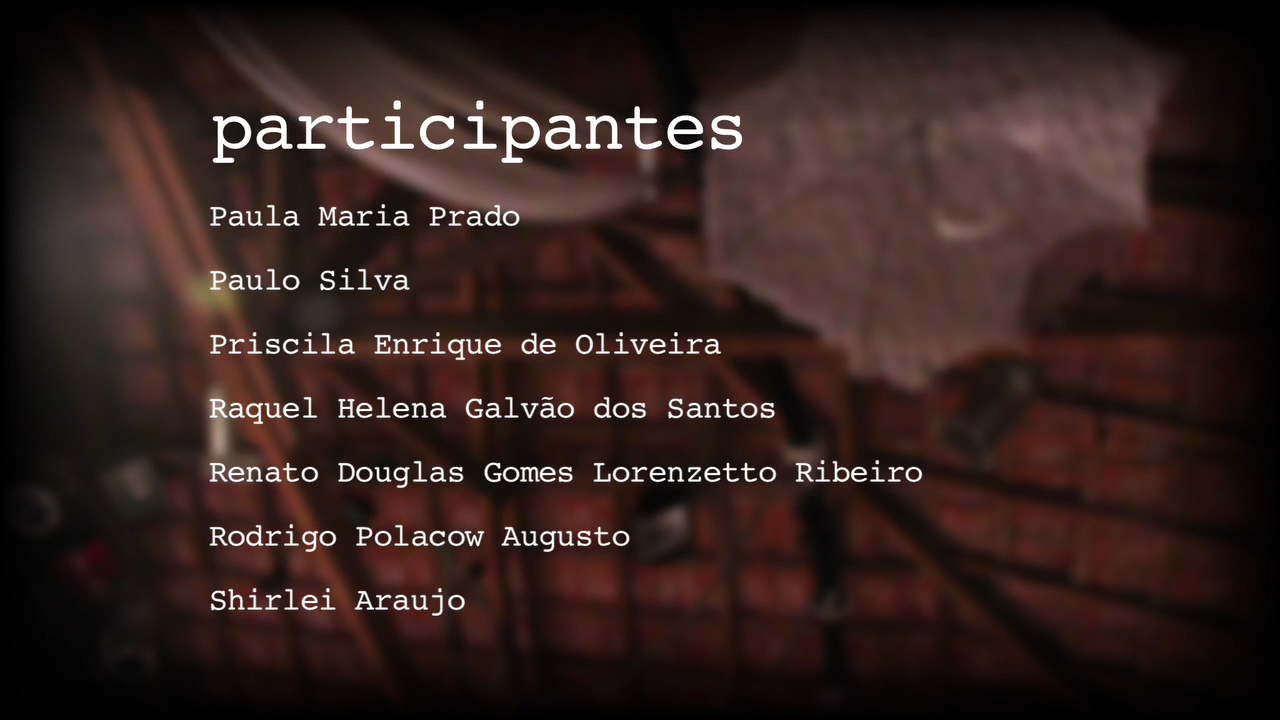 participantes
Paula Maria Prado
Paulo Silva
Priscila Enrique de Oliveira
Raquel Helena Galvão dos Santos
Renato Douglas Gomes Lorenzetto Ribeiro
Rodrigo Polacow Augusto
Shirlei Araujo